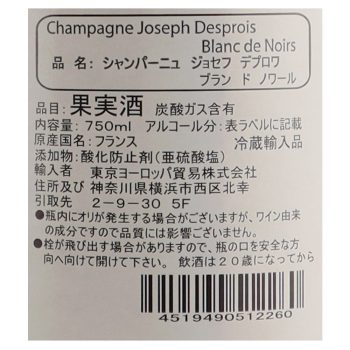 Champagne Joseph Desprois
Blanc de Noirs
品 名: シャンパーニュ ジョセフ デプロワ
ブラン ド ノワール
品目: 果実酒 炭酸ガス含有
内容量: 750ml アルコール分: 表ラベルに記載
原産国名: フランス 冷蔵輸入品
添加物: 酸化防止剤(亜硫酸塩)
輸入者 東京ヨーロッパ貿易株式会社
住所及び 神奈川県横浜市西区北幸
引取先 2-9-30 5F
●瓶内にオリが発生する場合がございますが、ワイン由来
の成分ですので品質には影響ございません。
●栓が飛び出す場合がありますので、瓶の口を安全な方
向へ向けて開けて下さい。 飲酒は20歳になってから
4519490512260